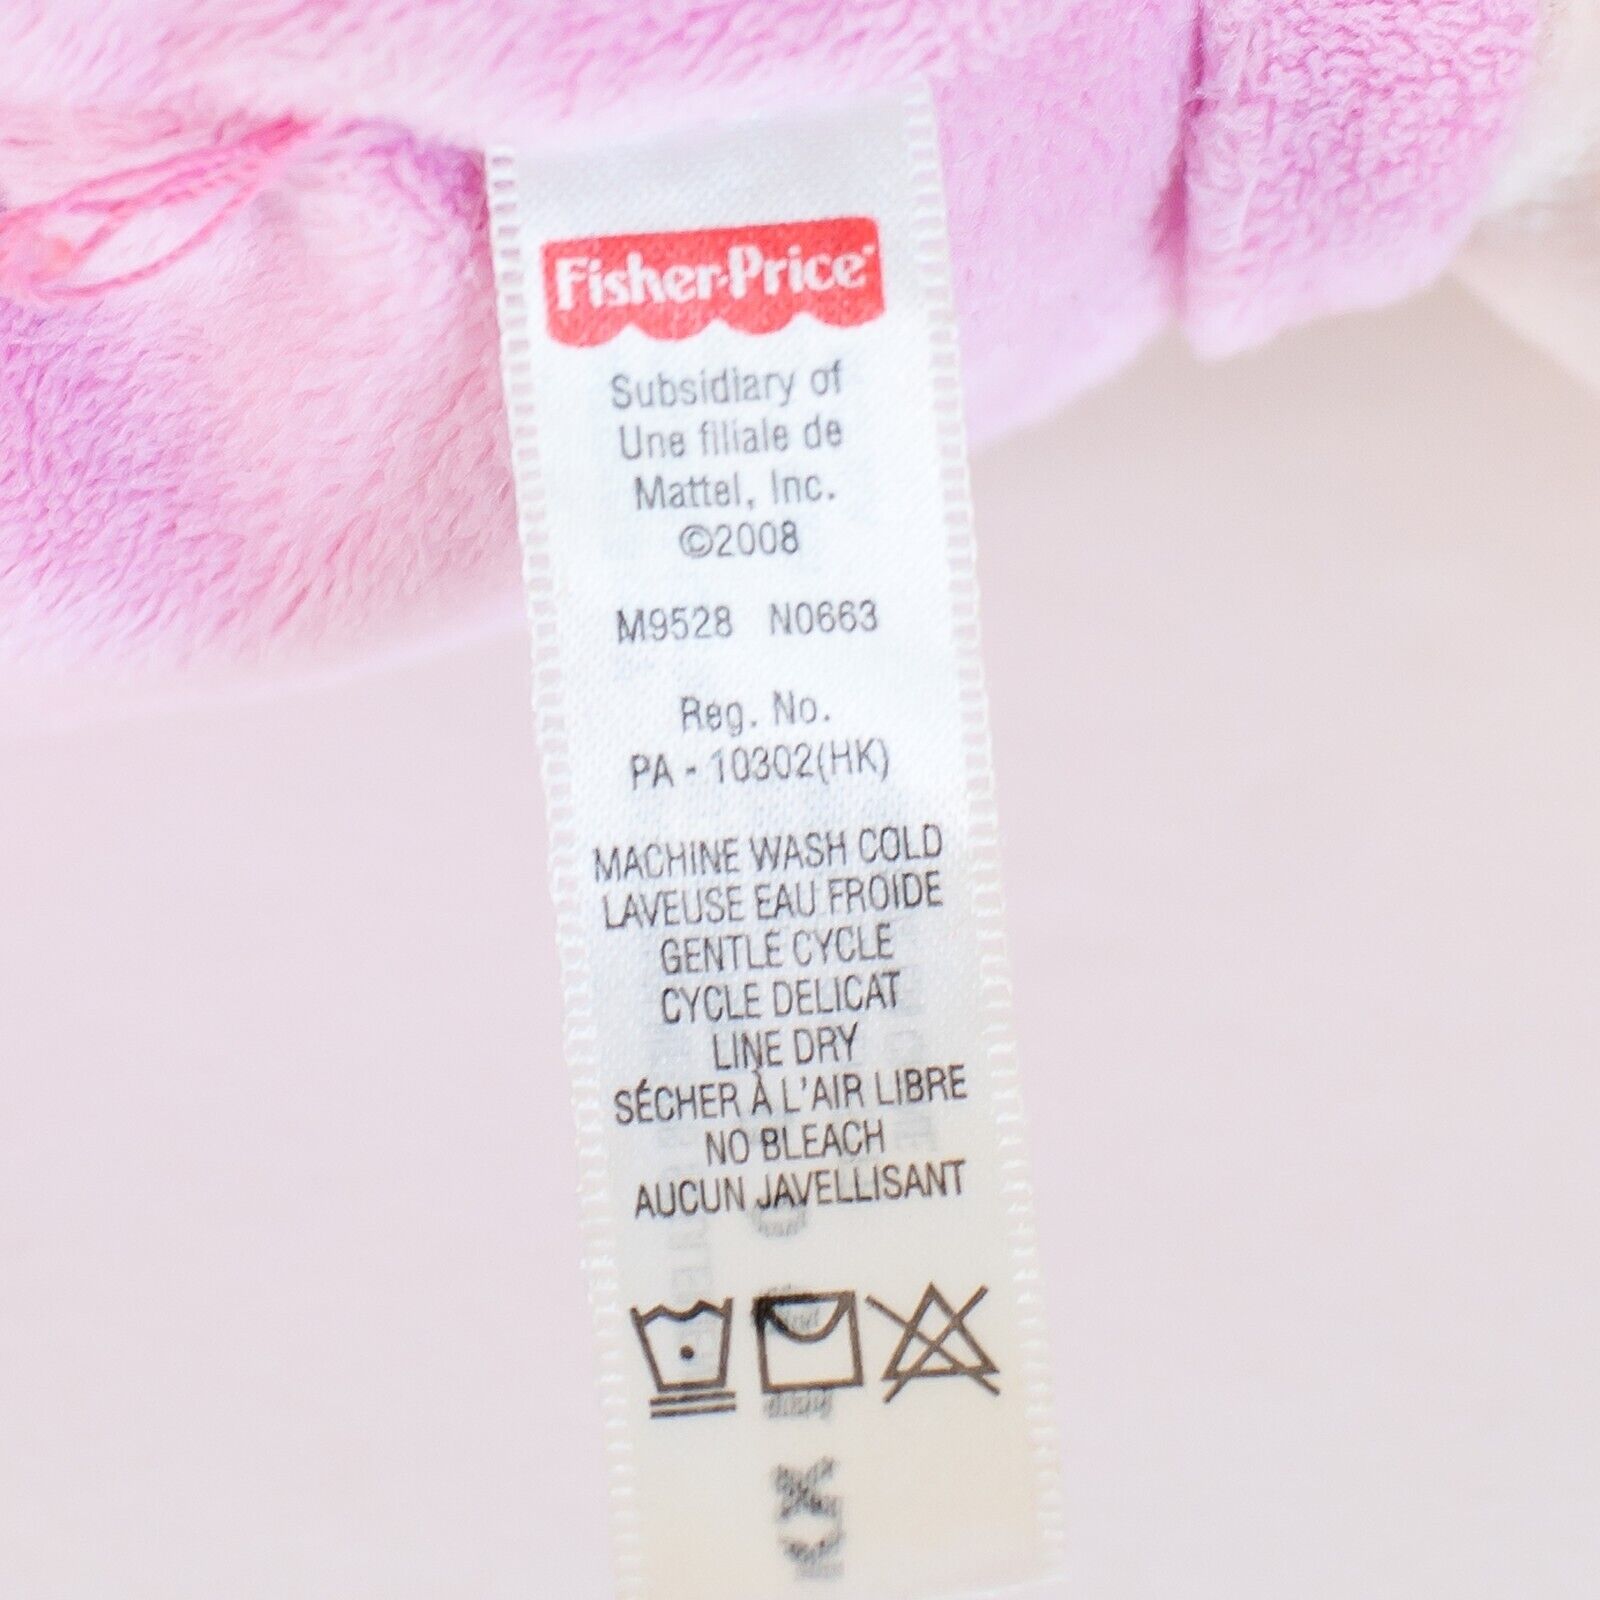 Fisher-Price
Subsidiary of
Une filiale de
Mattel, Inc.
©2008
M9528 N0663
Reg. No.
PA - 10302(HK)
MACHINE WASH COLD
LAVEUSE EAU FROIDE
GENTLE CYCLE
CYCLE DELICAT
LINE DRY
SÉCHER À L'AIR LIBRE
NO BLEACH
AUCUN JAVELLISANT